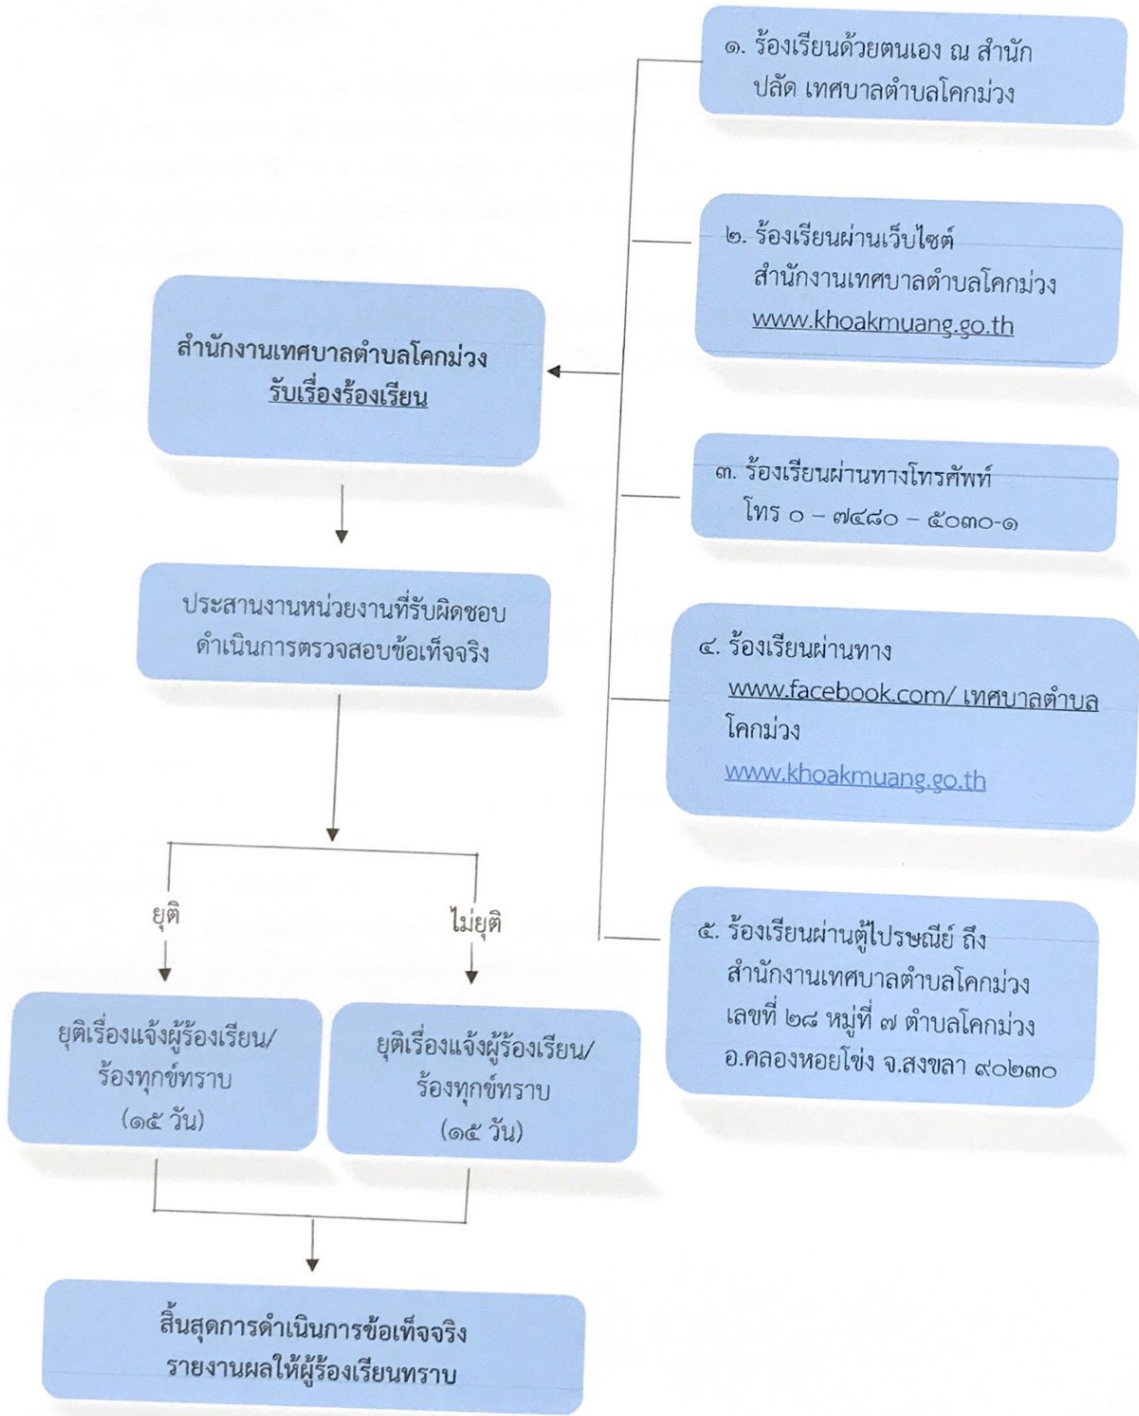 ๑. ร้องเรียนด้วยตนเอง ณ สำนัก
ปลัด เทศบาลตำบลโคกม่วง
๒. ร้องเรียนผ่านเว็บไซต์
สำนักงานเทศบาลตำบลโคกม่วง
www.khoakmuang.go.th
สำนักงานเทศบาลตำบลโคกม่วง
รับเรื่องร้องเรียน
๓. ร้องเรียนผ่านทางโทรศัพท์
โทร ๐ – ๗๔๘๐ – ๕๐๓๐-๑
ประสานงานหน่วยงานที่รับผิดชอบ
ดำเนินการตรวจสอบข้อเท็จจริง
๔. ร้องเรียนผ่านทาง
www.facebook.com/ เทศบาลตำบล
โคกม่วง
www.khoakmuang.go.th
ยุติ
ไม่ยุติ
๕. ร้องเรียนผ่านตู้ไปรษณีย์ ถึง
สำนักงานเทศบาลตำบลโคกม่วง
เลขที่ ๒๘ หมู่ที่ ๗ ตำบลโคกม่วง
อ.คลองหอยโข่ง จ.สงขลา ๙๐๒๓๐
ยุติเรื่องแจ้งผู้ร้องเรียน/
ร้องทุกข์ทราบ
(๑๕ วัน)
ยุติเรื่องแจ้งผู้ร้องเรียน/
ร้องทุกข์ทราบ
(๑๕ วัน)
สิ้นสุดการดำเนินการข้อเท็จจริง
รายงานผลให้ผู้ร้องเรียนทราบ